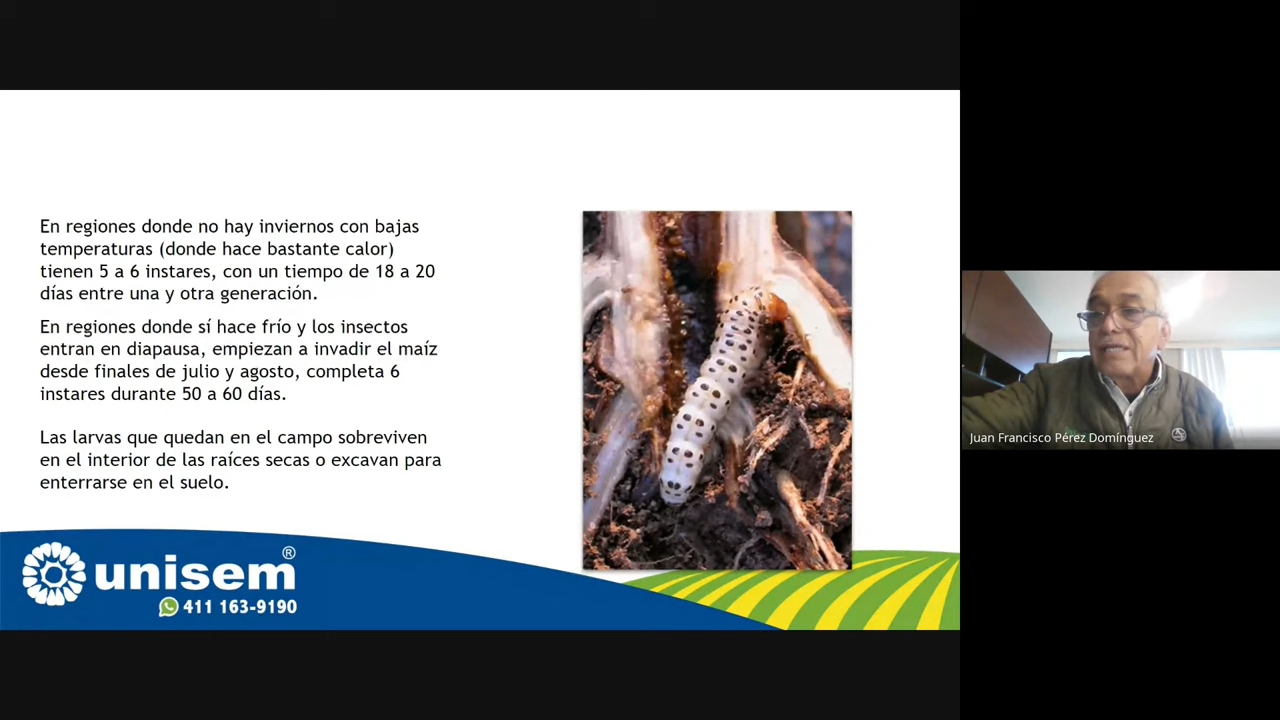 En regiones donde no hay inviernos con bajas
temperaturas (donde hace bastante calor)
tienen 5 a 6 instares, con un tiempo de 18 a 20
días entre una y otra generación.
En regiones donde sí hace frío y los insectos
entran en diapausa, empiezan a invadir el maíz
desde finales de julio y agosto, completa 6
instares durante 50 a 60 días.
Las larvas que quedan en el campo sobreviven
en el interior de las raíces secas o excavan para
enterrarse en el suelo.
unisem®
411 163-9190
Juan Francisco Pérez Domínguez